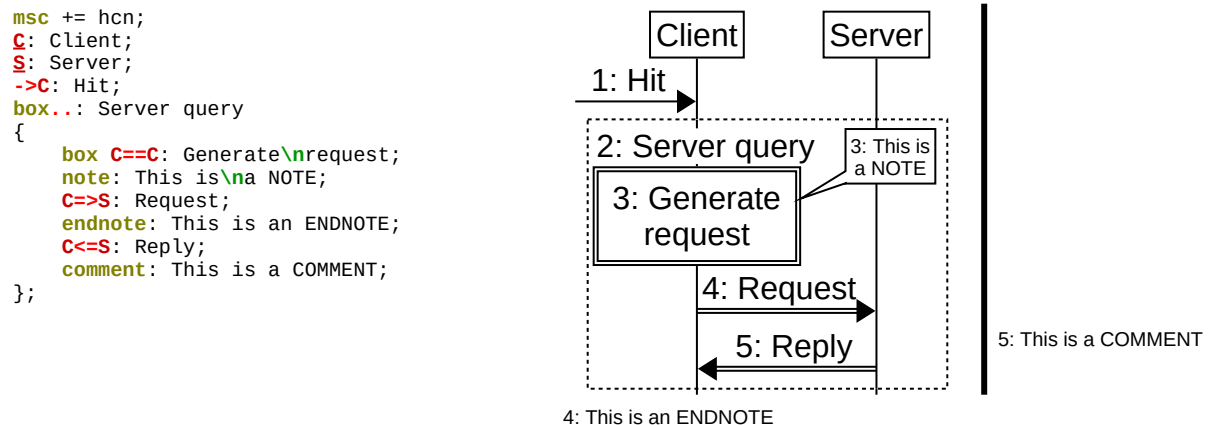 msc += hcn;
C: Client;
S: Server;
->C: Hit;
box..: Server query
{
    box C==C: Generate\nrequest;
    note: This is\na NOTE;
    C=>S: Request;
    endnote: This is an ENDNOTE;
    C<=S: Reply;
    comment: This is a COMMENT;
};
Client
Server
1: Hit
2: Server query
3: This is
a NOTE
3: Generate
request
4: Request
5: Reply
5: This is a COMMENT
4: This is an ENDNOTE